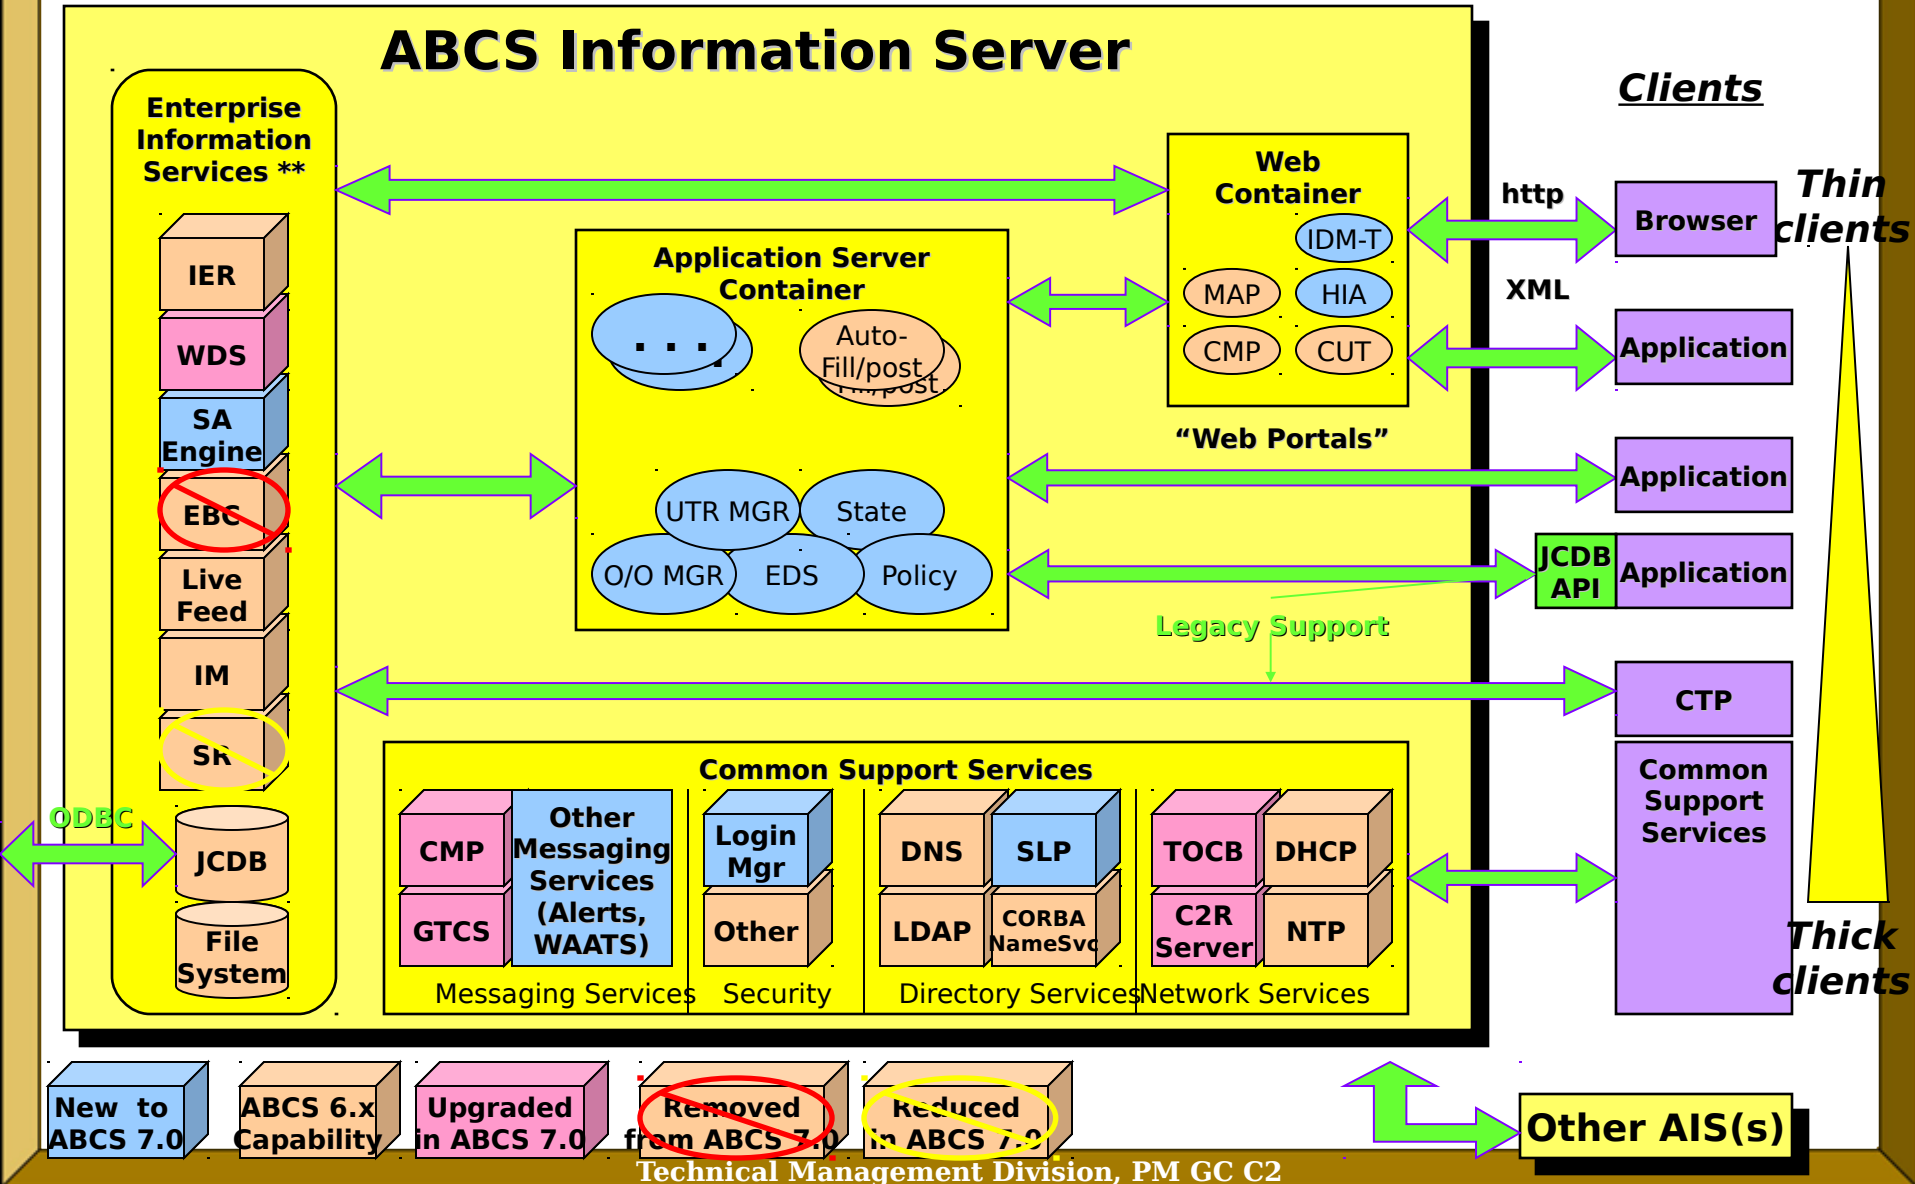 ABCS Information Server
Enterprise
Information
Services **
IER
WDS
SA
Engine
EBC
Live
Feed
IM
SR
ODBC
JCDB
File
System
Application Server
Container
. . .
.
Auto-
Fill/post
Fill/post
UTR MGR
State
O/O MGR
EDS
Policy
Web
Container
IDM-T
MAP
HIA
CMP
CUT
“Web Portals”
http
XML
Legacy Support
Clients
Thin
clients
Browser
Application
Application
JCDB
API
Application
CTP
Common
Support
Services
Thick
clients
Common Support Services
CMP
GTCS
Other
Messaging
Services
(Alerts,
WAATS)
Login
Mgr
Other
DNS
SLP
LDAP
CORBA
NameSvc
TOCB
DHCP
C2R
Server
NTP
Messaging Services
Security
Directory Services
Network Services
New to
ABCS 7.0
ABCS 6.x
Capability
Upgraded
in ABCS 7.0
Removed
from ABCS 7.0
Reduced
in ABCS 7.0
Other AIS(s)
Technical Management Division, PM GC C2